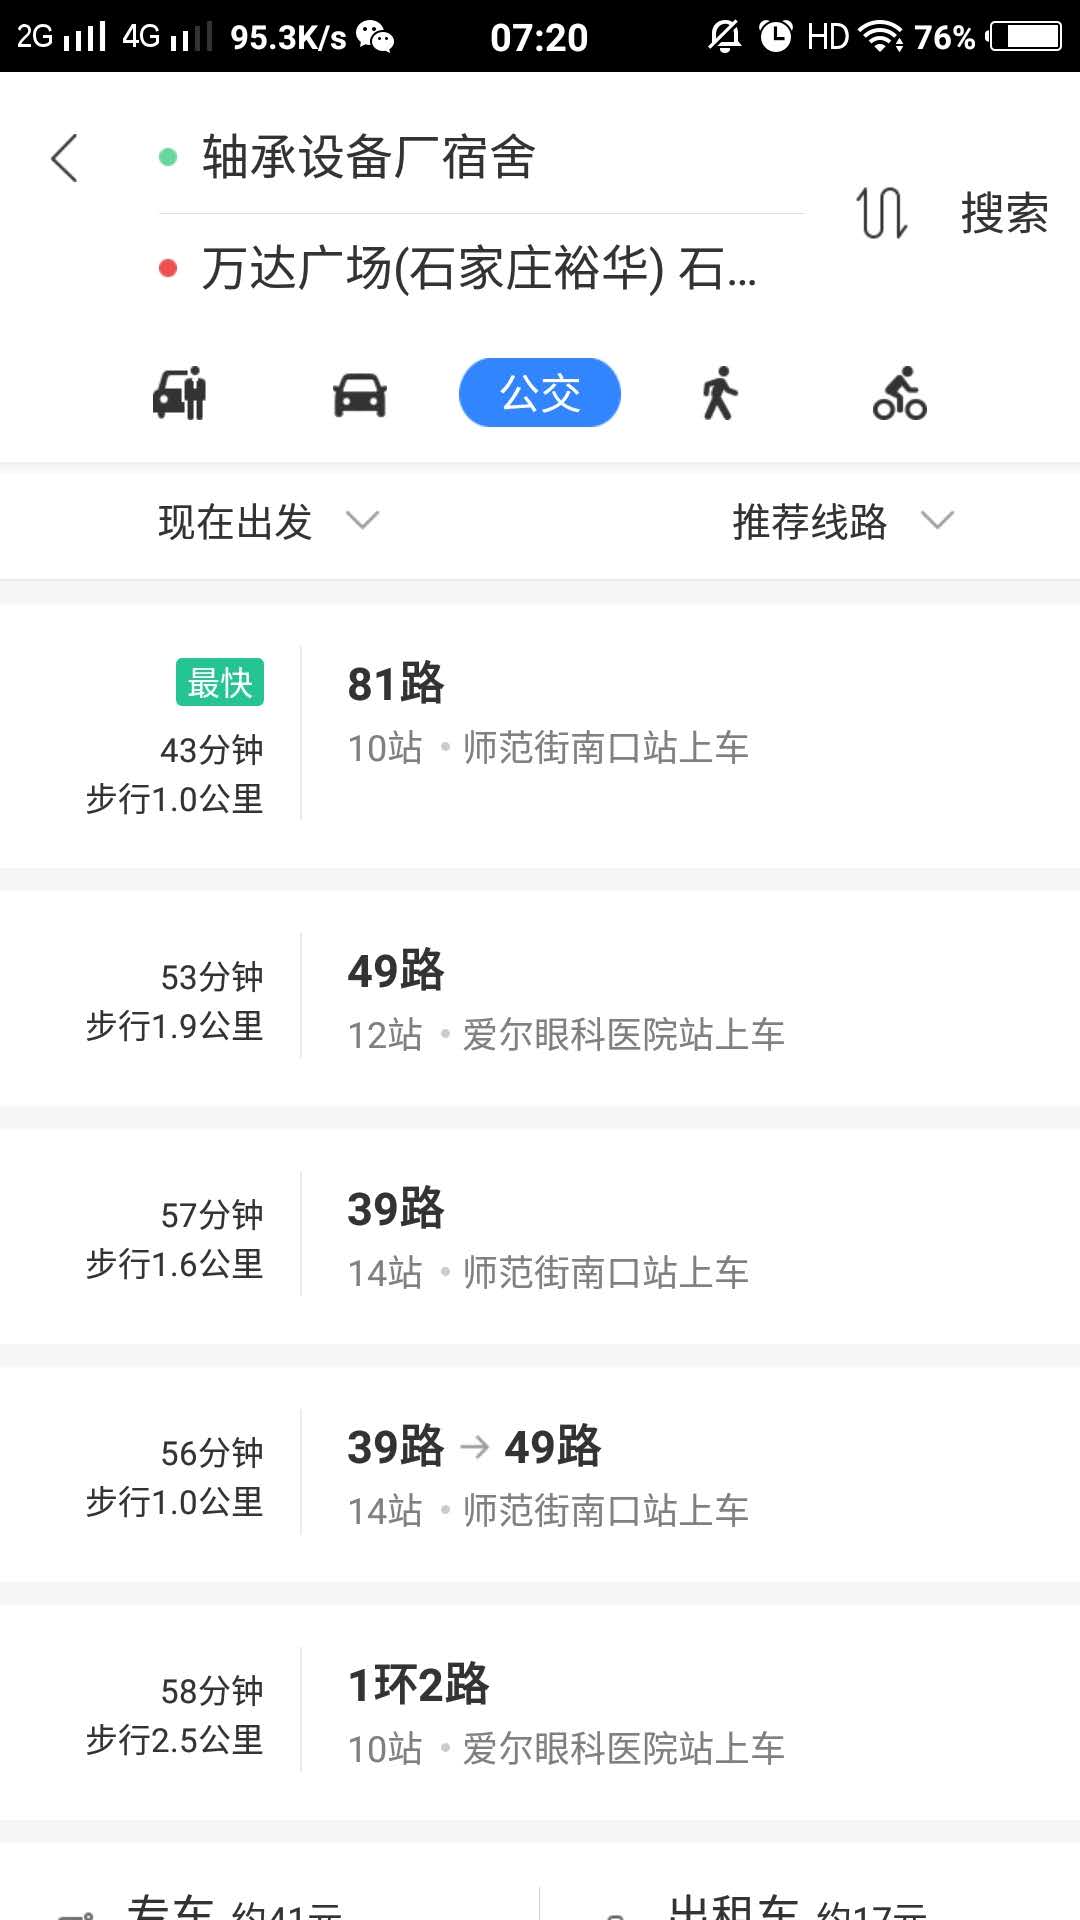 2G 4G 95.3K/s 07:20 HD 76%
轴承设备厂宿舍
搜索
万达广场(石家庄裕华) 石...
公交
现在出发 推荐线路
最快
43分钟
步行1.0公里
81路
10站 • 师范街南口站上车
53分钟
步行1.9公里
49路
12站 • 爱尔眼科医院站上车
57分钟
步行1.6公里
39路
14站 • 师范街南口站上车
56分钟
步行1.0公里
39路 → 49路
14站 • 师范街南口站上车
58分钟
步行2.5公里
1环2路
10站 • 爱尔眼科医院站上车
专车 约41元 出租车 约17元